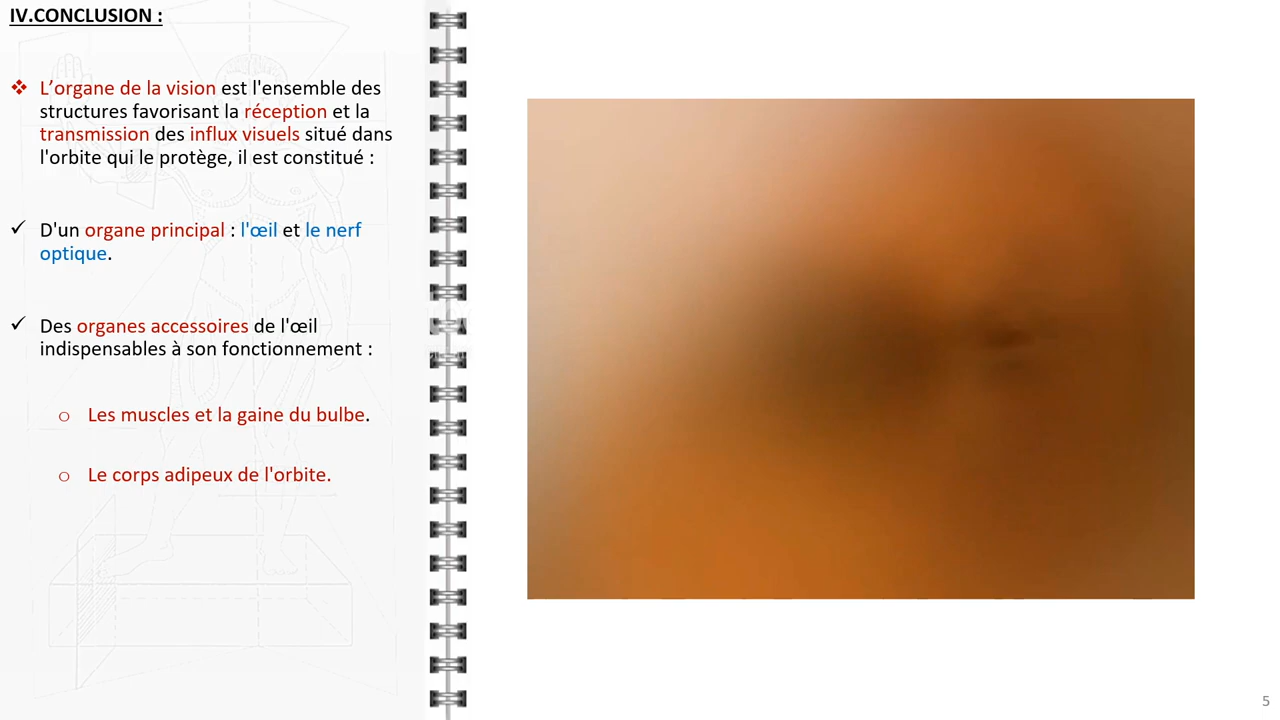 IV.CONCLUSION :
❖ L’organe de la vision est l'ensemble des
structures favorisant la réception et la
transmission des influx visuels situé dans
l'orbite qui le protège, il est constitué :
✓ D'un organe principal : l'œil et le nerf
optique.
✓ Des organes accessoires de l'œil
indispensables à son fonctionnement :
o Les muscles et la gaine du bulbe.
o Le corps adipeux de l'orbite.
5